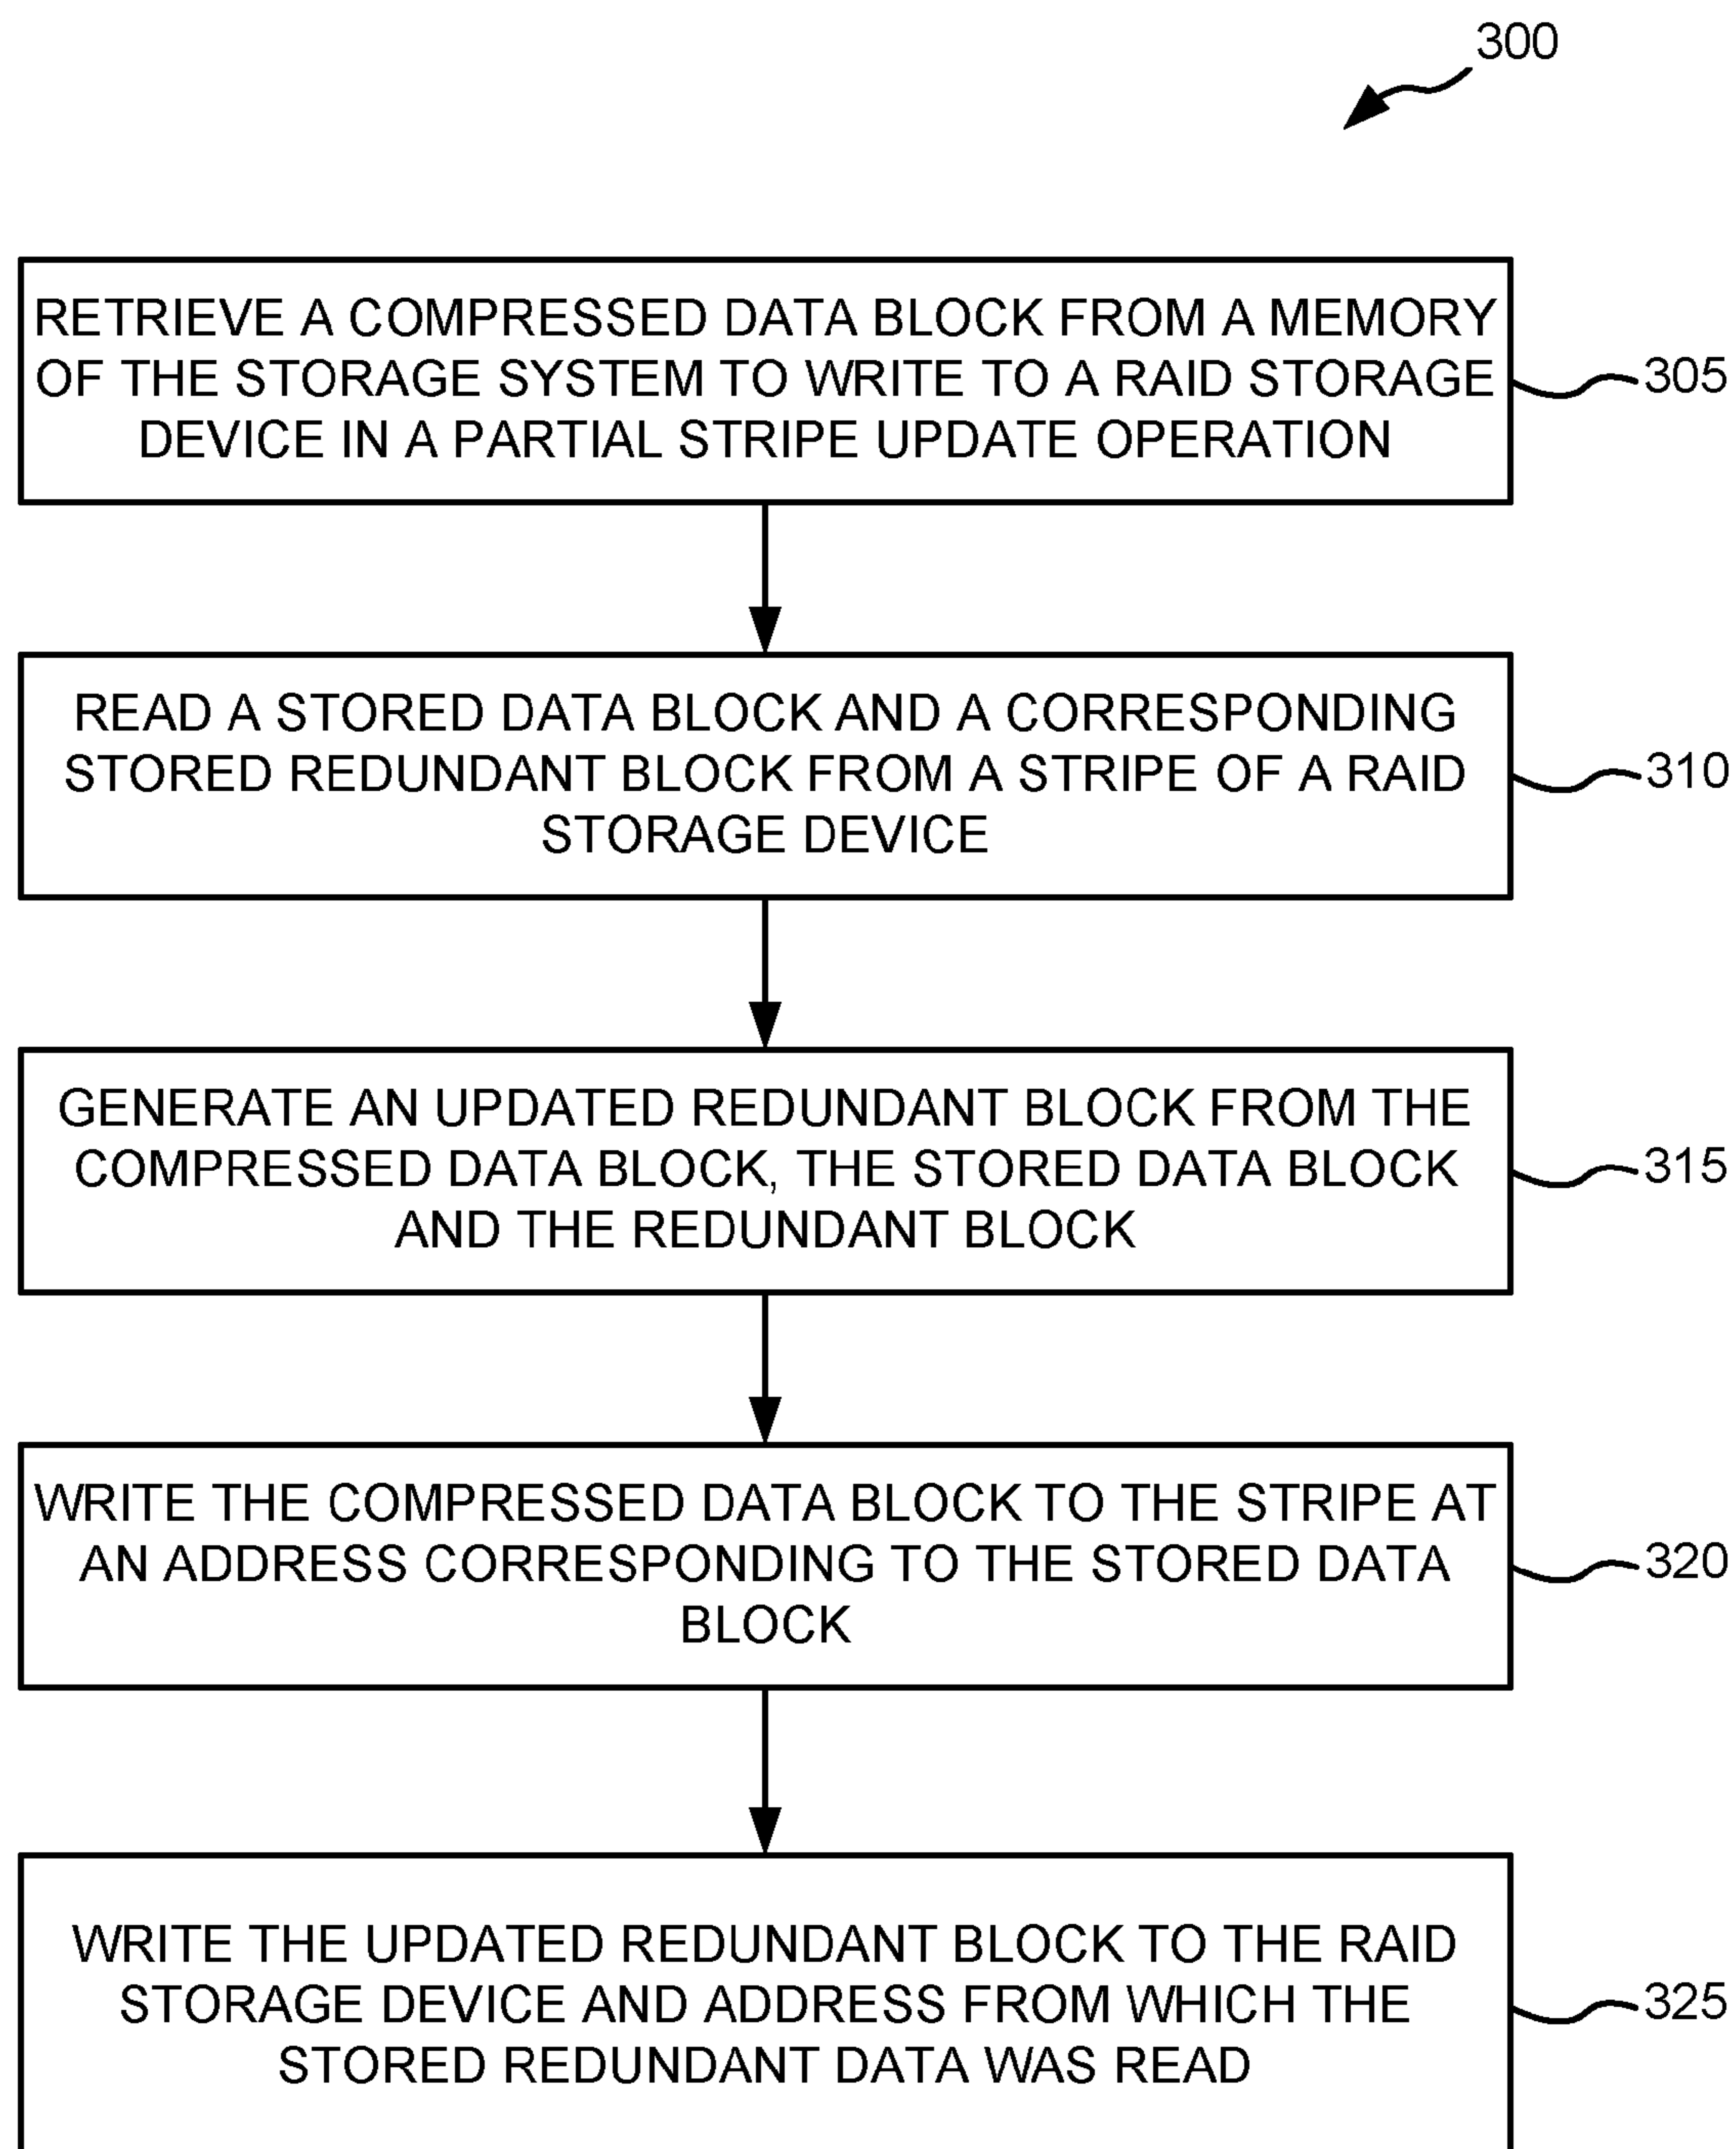 300
RETRIEVE A COMPRESSED DATA BLOCK FROM A MEMORY
OF THE STORAGE SYSTEM TO WRITE TO A RAID STORAGE
DEVICE IN A PARTIAL STRIPE UPDATE OPERATION
305
READ A STORED DATA BLOCK AND A CORRESPONDING
STORED REDUNDANT BLOCK FROM A STRIPE OF A RAID
STORAGE DEVICE
310
GENERATE AN UPDATED REDUNDANT BLOCK FROM THE
COMPRESSED DATA BLOCK, THE STORED DATA BLOCK
AND THE REDUNDANT BLOCK
315
WRITE THE COMPRESSED DATA BLOCK TO THE STRIPE AT
AN ADDRESS CORRESPONDING TO THE STORED DATA
BLOCK
320
WRITE THE UPDATED REDUNDANT BLOCK TO THE RAID
STORAGE DEVICE AND ADDRESS FROM WHICH THE
STORED REDUNDANT DATA WAS READ
325